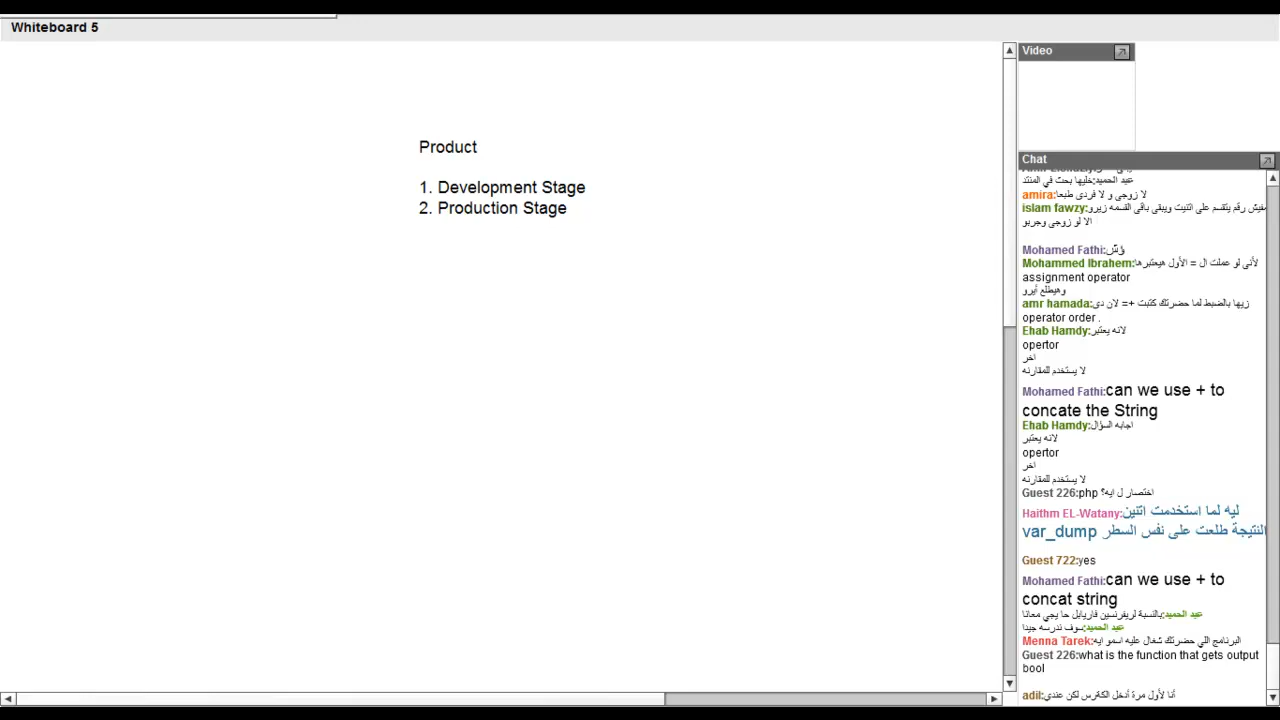 Whiteboard 5
Product
1. Development Stage
2. Production Stage
Video
Chat
عبد الحميد:خليها بحث في المنتد
amira:لا زوجى و لا فردى طبعا
islam fawzy:مفيش رقم يتقسم على اتنيت ويبقى باقى القسمه زيرو
الا لو زوجى وجربو
Mohamed Fathi:
Mohammed Ibrahem:لأنى لو عملت ال = الأول هيعتبرها
assignment operator
وهيطلع أيرو
amr hamada:زيها بالضبط لما حضرتك كتبت +=  لان دى
operator order .
Ehab Hamdy:لانه يعتبر
opertor
اخر
لا يستخدم للمقارنه
Mohamed Fathi:can we use + to
concate the String
Ehab Hamdy:اجابه السؤال
لانه يعتبر
opertor
اخر
لا يستخدم للمقارنه
Guest 226:php اختصار ل ايه؟
Haithm EL-Watany:ليه لما استخدمت اتنين
var_dump النتيجة طلعت على نفس السطر
Guest 722:yes
Mohamed Fathi:can we use + to
concat string
عبد الحميد:بالنسبة لريفرنسين فاريابل حا يجي معانا
عبد الحميد:سوف ندرسه جيدا
Menna Tarek:البرنامج اللي حضرتك شغال عليه اسمو ايه
Guest 226:what is the function that gets output
bool
adil:أنا لأول مرة أدخل الكفرس لكن عندي